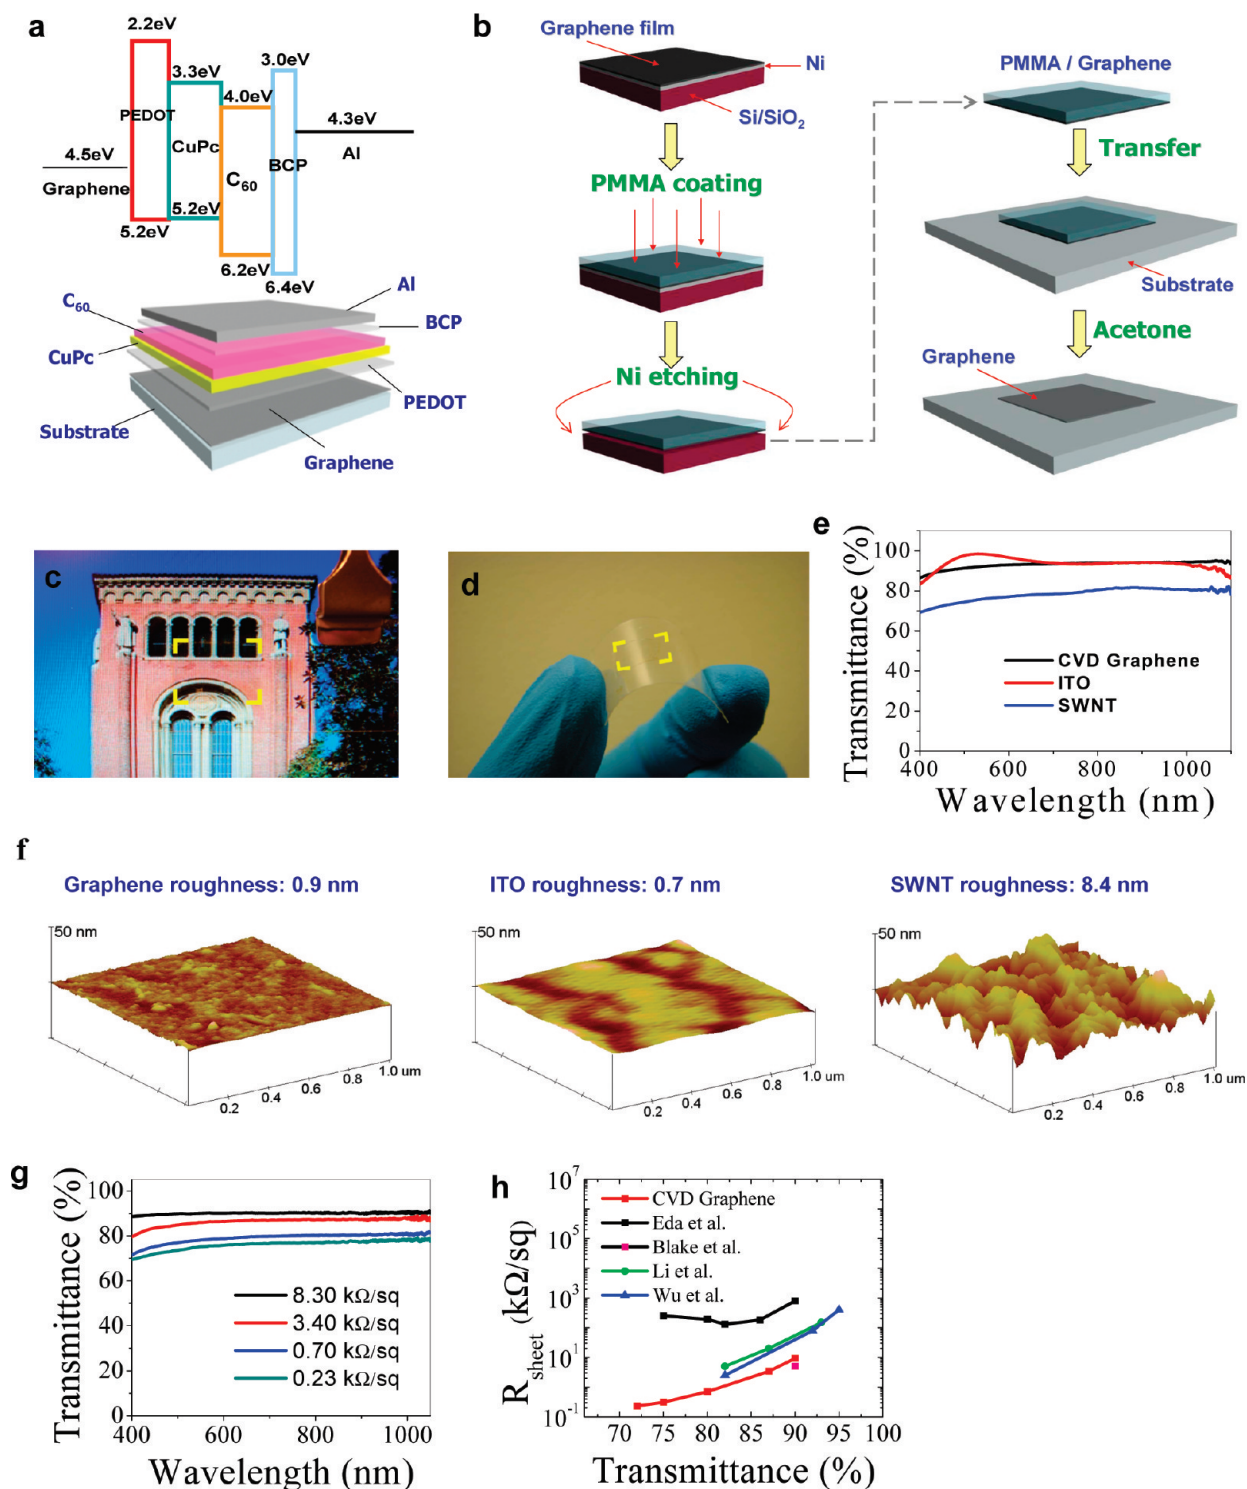 a
2.2eV
3.3eV
4.0eV
3.0eV
PEDOT
CuPc
C60
BCP
4.3eV
Al
4.5eV
Graphene
5.2eV
5.2eV
6.2eV
6.4eV
C60
Al
BCP
CuPc
PEDOT
Substrate
Graphene
b
Graphene film
Ni
Si/SiO2
PMMA coating
Ni etching
PMMA / Graphene
Transfer
Substrate
Acetone
Graphene
c
d
e
Transmittance (%)
100
80
60
40
20
0
CVD Graphene
ITO
SWNT
400 600 800 1000
Wavelength (nm)
f
Graphene roughness: 0.9 nm
50 nm
0.2 0.4 0.6 0.8 1.0 um
ITO roughness: 0.7 nm
50 nm
0.2 0.4 0.6 0.8 1.0 um
SWNT roughness: 8.4 nm
50 nm
0.2 0.4 0.6 0.8 1.0 um
g
Transmittance (%)
100
80
60
40
20
0
8.30 kΩ/sq
3.40 kΩ/sq
0.70 kΩ/sq
0.23 kΩ/sq
400 600 800 1000
Wavelength (nm)
h
Rsheet (kΩ/sq)
10^7
10^5
10^3
10^1
10^-1
CVD Graphene
Eda et al.
Blake et al.
Li et al.
Wu et al.
70 75 80 85 90 95 100
Transmittance (%)